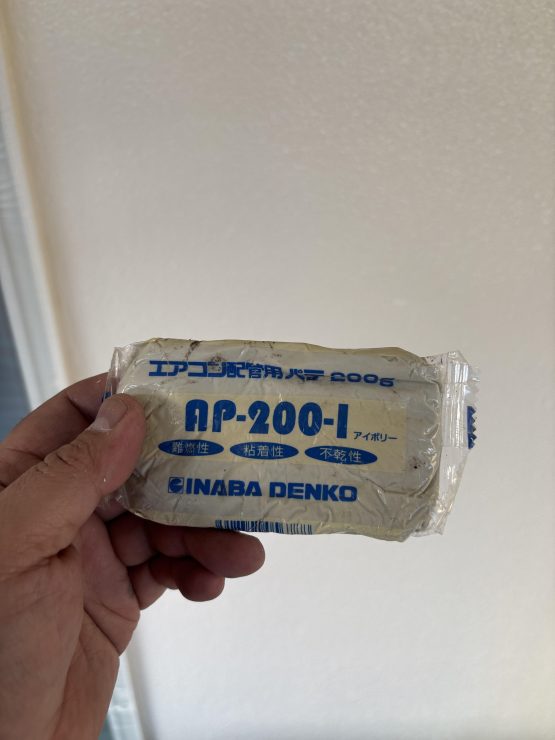 エアコン配管用パテ 200g
AP-200-I アイボリー
難燃性 粘着性 不乾性
INABA DENKO